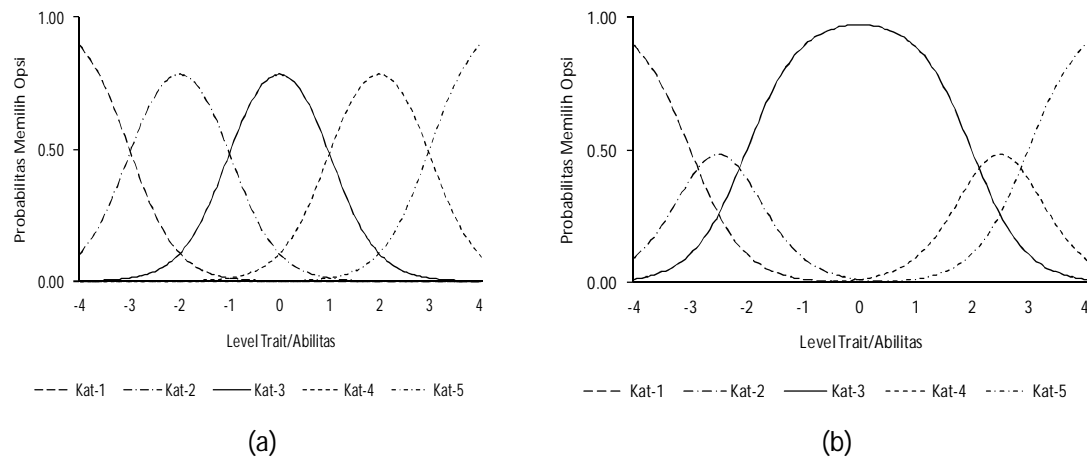 1.00
Probabilitas Memilih Opsi
0.50
0.00
-4 -3 -2 -1 0 1 2 3 4
Level Trait/Abilitas
Kat-1 Kat-2 Kat-3 Kat-4 Kat-5
(a)
1.00
Probabilitas Memilih Opsi
0.50
0.00
-4 -3 -2 -1 0 1 2 3 4
Level Trait/Abilitas
Kat-1 Kat-2 Kat-3 Kat-4 Kat-5
(b)